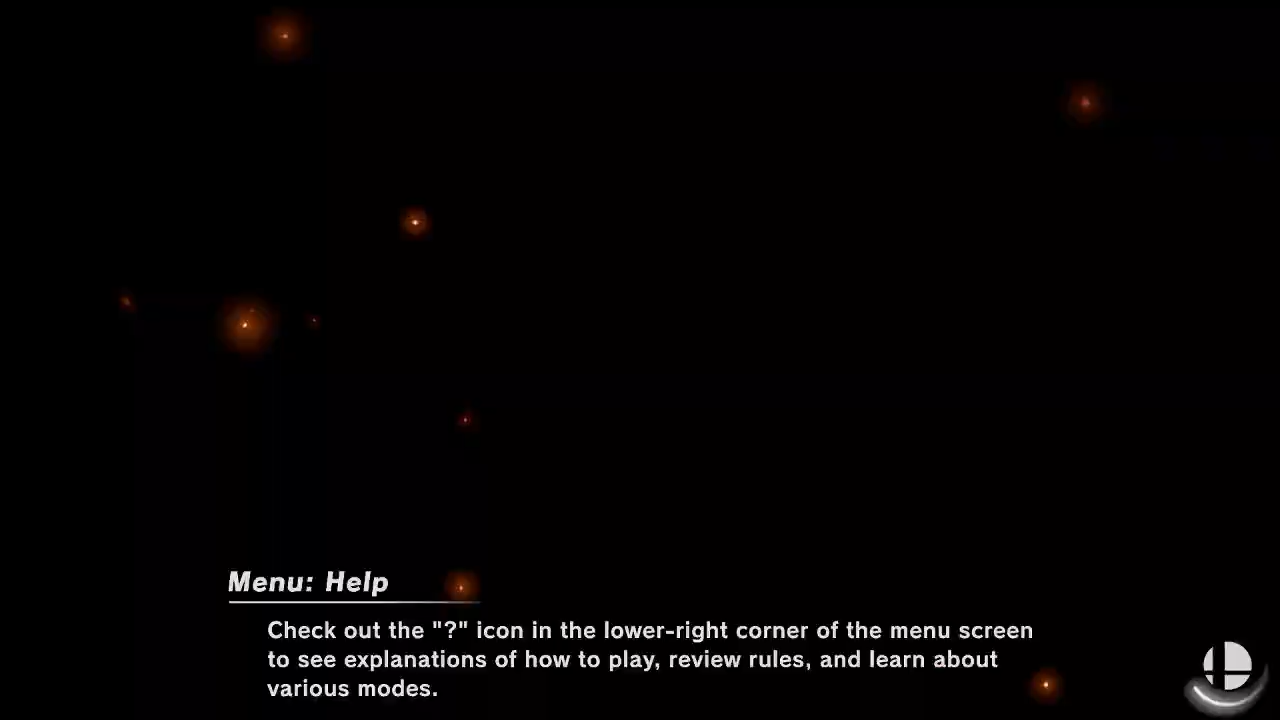 Menu: Help
Check out the "?" icon in the lower-right corner of the menu screen
to see explanations of how to play, review rules, and learn about
various modes.